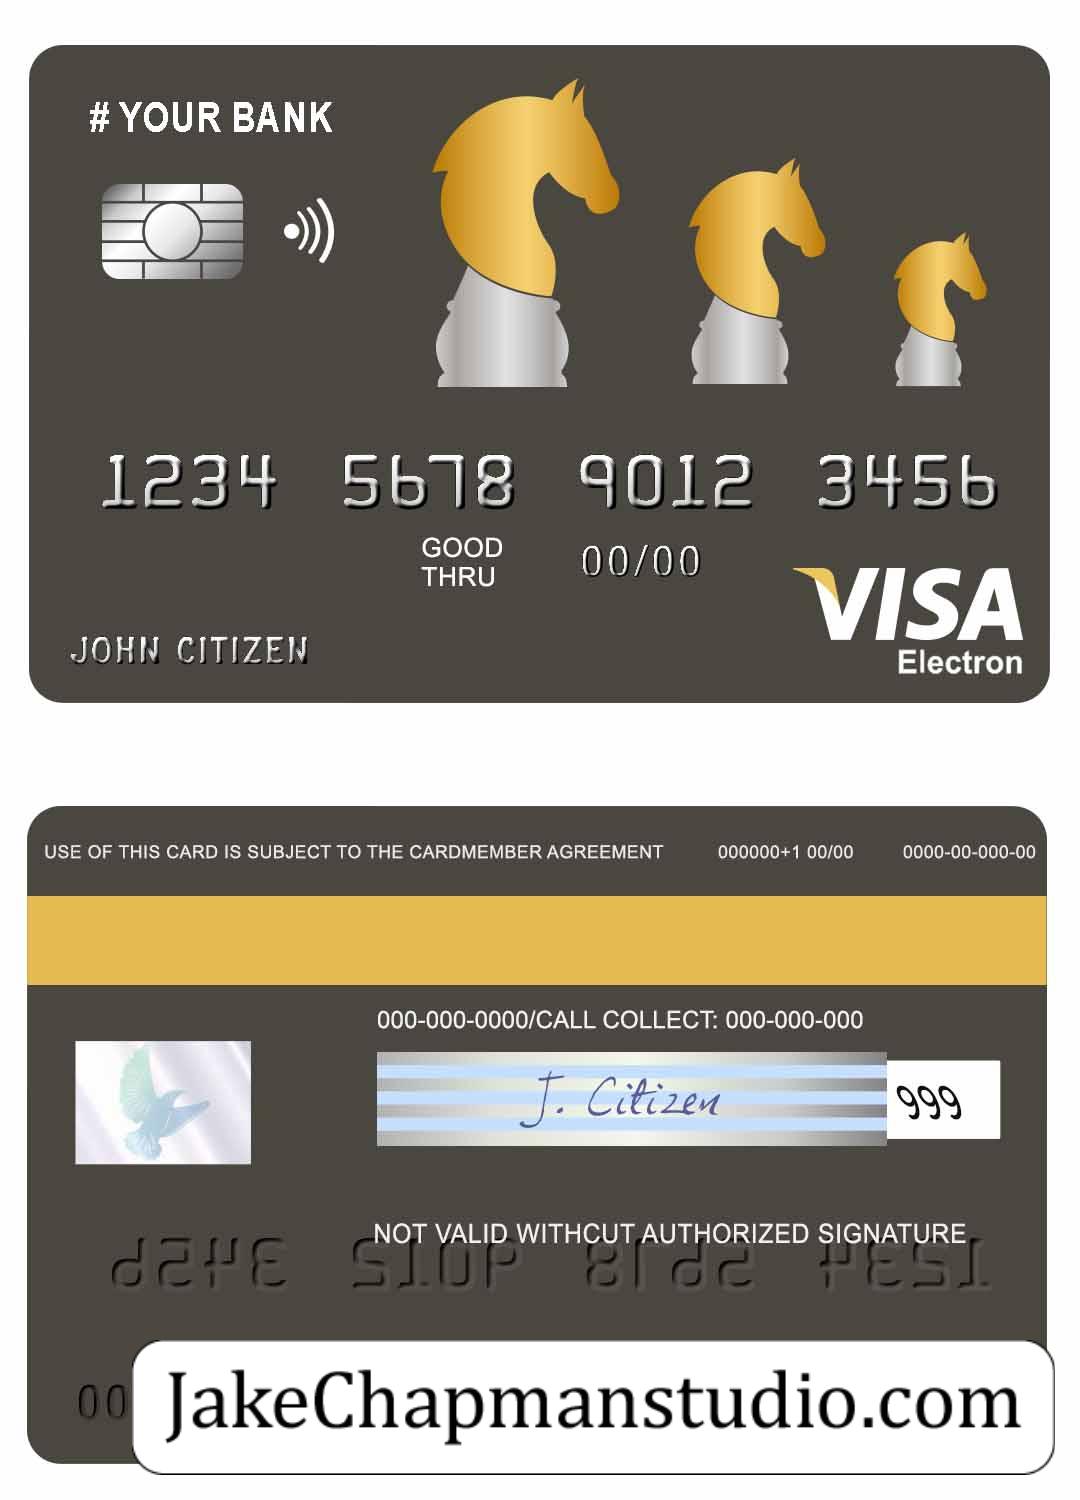 # YOUR BANK
1234 5678 9012 3456
GOOD
THRU
00/00
VISA
Electron
JOHN CITIZEN
USE OF THIS CARD IS SUBJECT TO THE CARDMEMBER AGREEMENT 000000+1 00/00 0000-00-000-00
000-000-0000/CALL COLLECT: 000-000-000
J. Citizen
999
NOT VALID WITHCUT AUTHORIZED SIGNATURE
00
JakeChapmanstudio.com